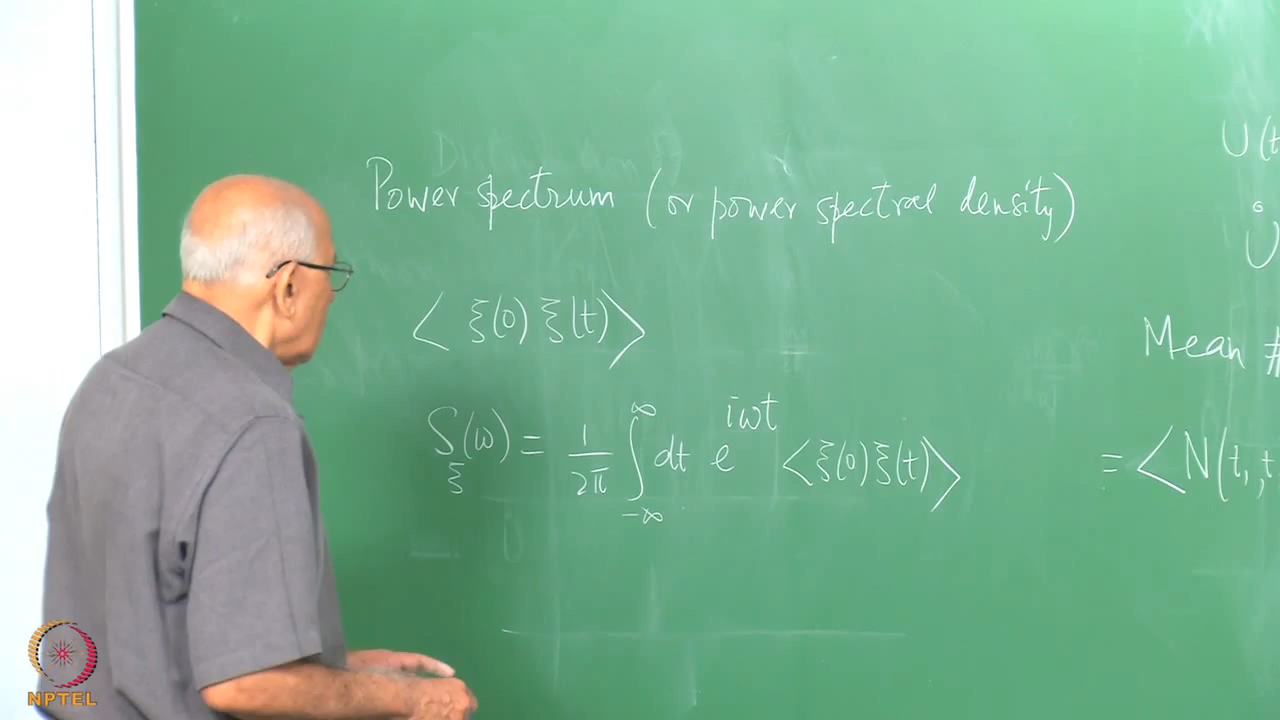 Power spectrum (or power spectral density)
⟨ ξ(0) ξ(t) ⟩
S_ξ(ω) = 1/2π ∫_{-∞}^{∞} dt e^{iωt} ⟨ξ(0) ξ(t)⟩
U(t
U̇
Mean #
= ⟨N(t,
NPTEL